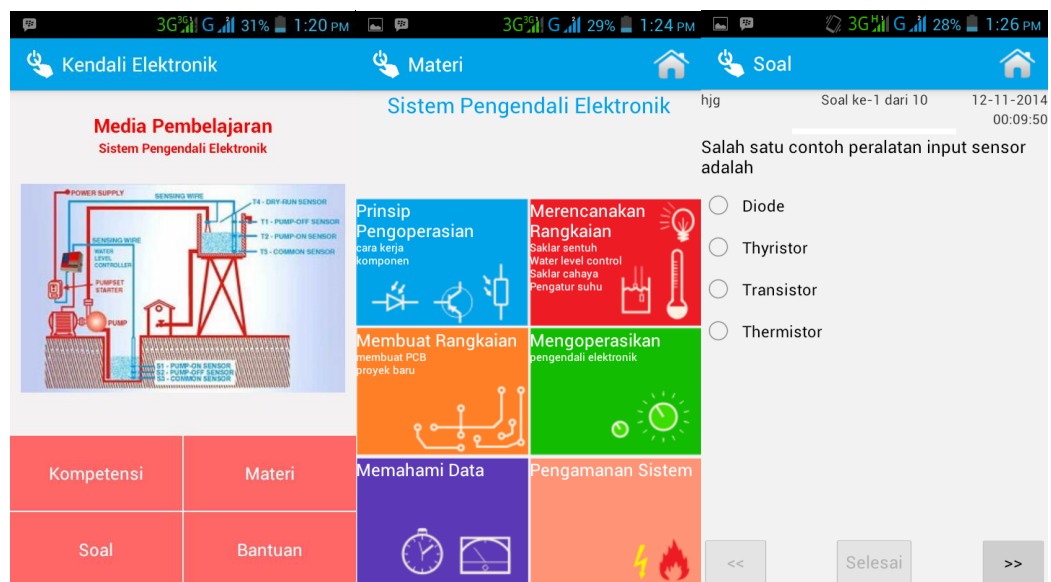 3G 3G G 31% 1:20 PM
Kendali Elektronik
Media Pembelajaran
Sistem Pengendali Elektronik
POWER SUPPLY
SENSING WIRE
T4 - DRY-RUN SENSOR
T1 - PUMP-OFF SENSOR
T2 - PUMP-ON SENSOR
T3 - COMMON SENSOR
SENSING WIRE
WATER
LEVEL
CONTROLLER
PUMPSET
STARTER
PUMP
S1 - PUMP-ON SENSOR
S2 - PUMP-OFF SENSOR
S3 - COMMON SENSOR
Kompetensi
Materi
Soal
Bantuan
3G 3G G 29% 1:24 PM
Materi
Sistem Pengendali Elektronik
Prinsip
Pengoperasian
cara kerja
komponen
Merencanakan
Rangkaian
Saklar sentuh
Water level control
Saklar cahaya
Pengatur suhu
Membuat Rangkaian
membuat PCB
proyek baru
Mengoperasikan
pengendali elektronik
Memahami Data
Pengamanan Sistem
3G H G 28% 1:26 PM
Soal
hjg
Soal ke-1 dari 10
12-11-2014
00:09:50
Salah satu contoh peralatan input sensor
adalah
Diode
Thyristor
Transistor
Thermistor
<<
Selesai
>>